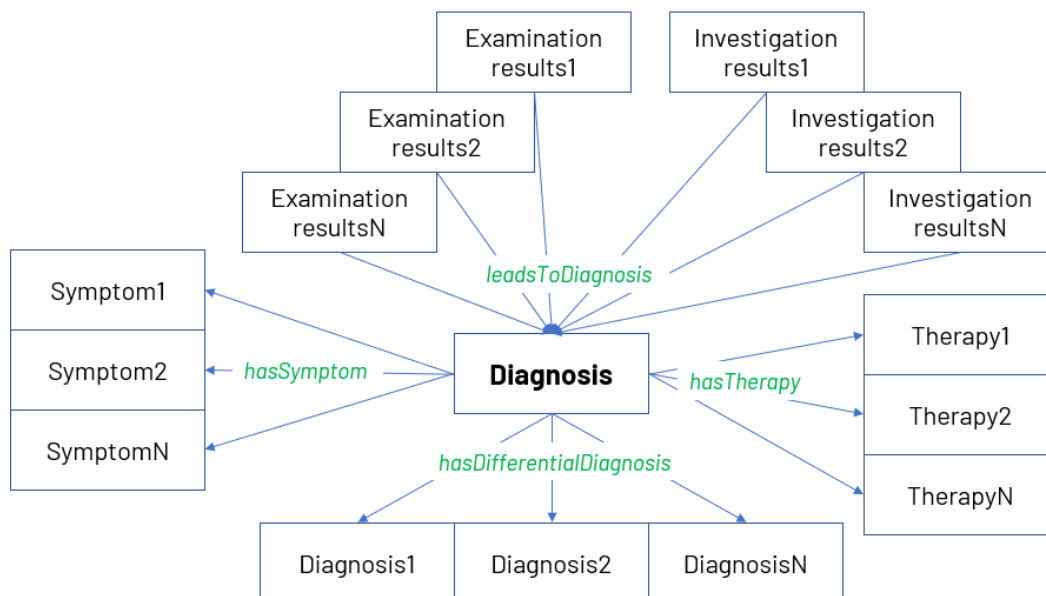 Examination
results1
Investigation
results1
Examination
results2
Investigation
results2
Examination
resultsN
Investigation
resultsN
leadsToDiagnosis
Symptom1
Symptom2
SymptomN
hasSymptom
Diagnosis
hasTherapy
Therapy1
Therapy2
TherapyN
hasDifferentialDiagnosis
Diagnosis1
Diagnosis2
DiagnosisN